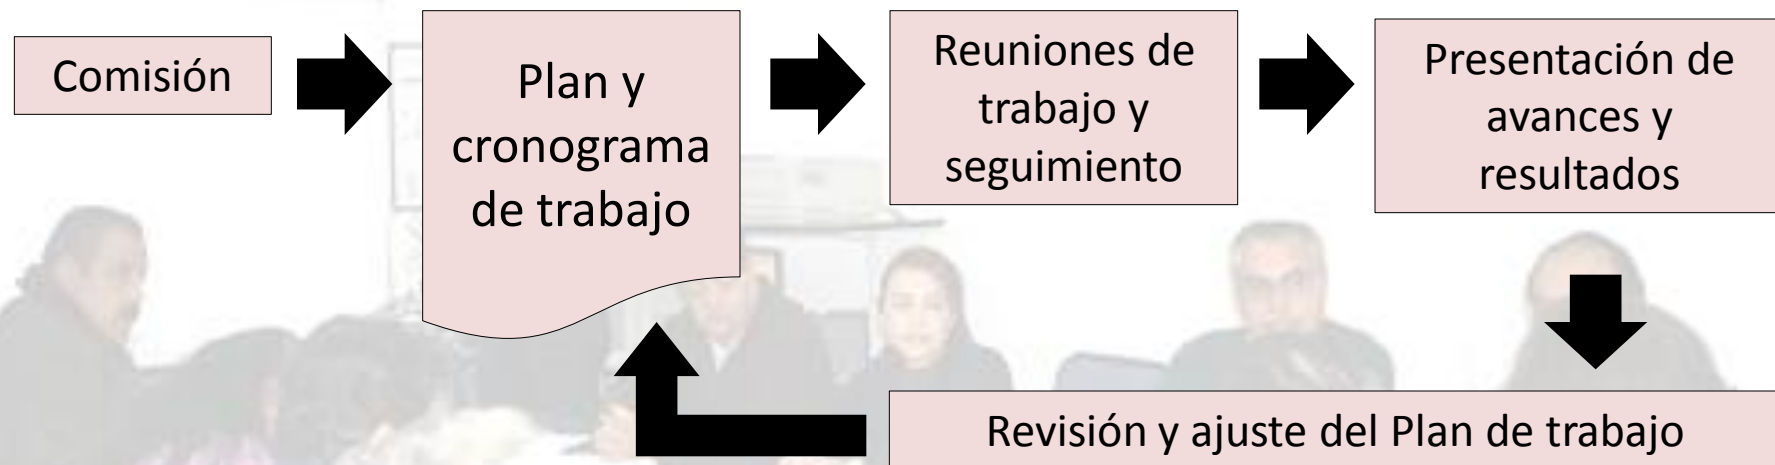 Comisión
Plan y
cronograma
de trabajo
Reuniones de
trabajo y
seguimiento
Presentación de
avances y
resultados
Revisión y ajuste del Plan de trabajo